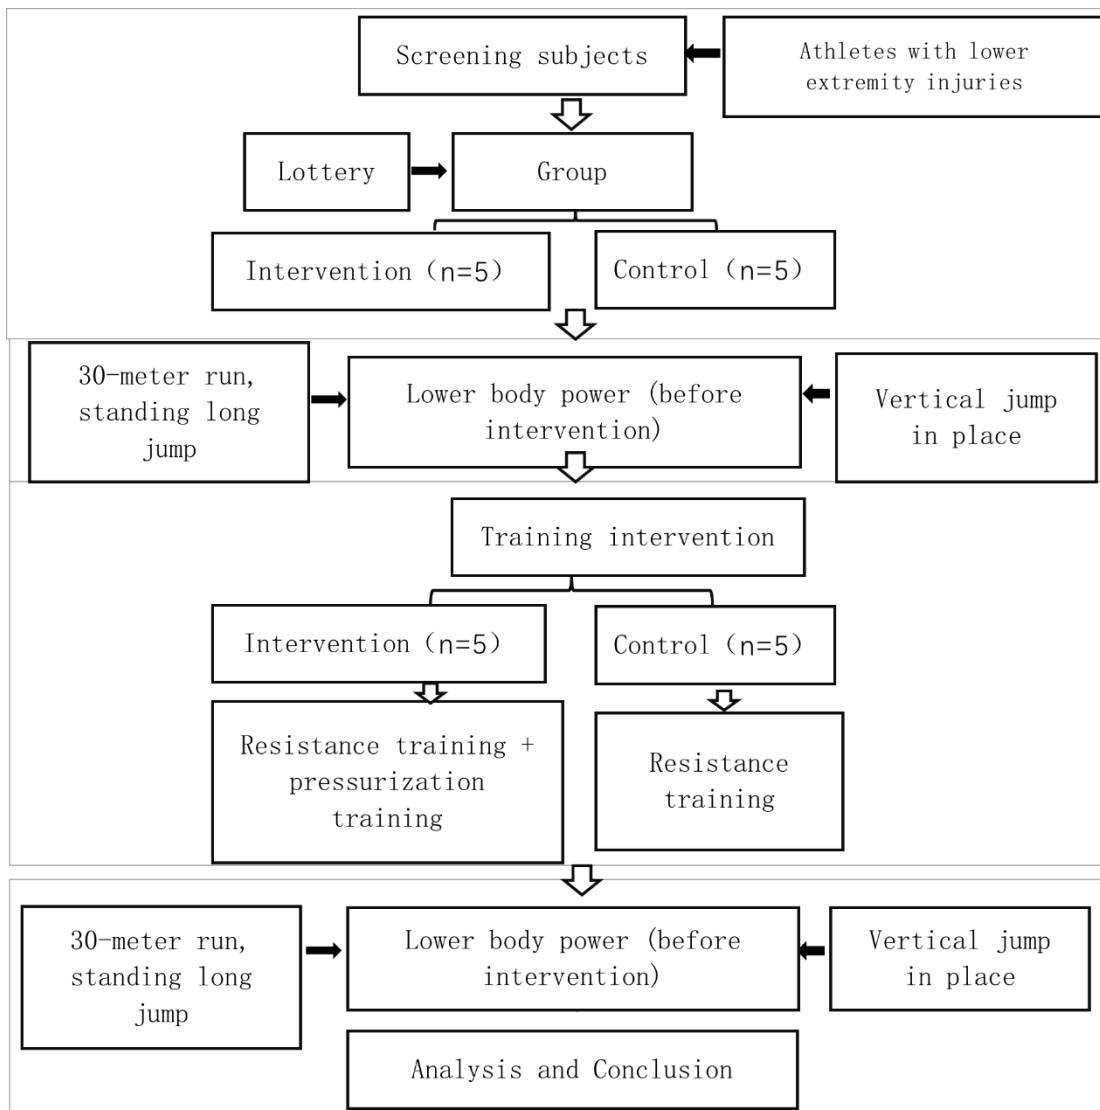 Screening subjects
Athletes with lower
extremity injuries
Lottery
Group
Intervention（n=5）
Control（n=5）
30-meter run,
standing long
jump
Lower body power (before
intervention)
Vertical jump
in place
Training intervention
Intervention（n=5）
Control（n=5）
Resistance training +
pressurization
training
Resistance
training
30-meter run,
standing long
jump
Lower body power (before
intervention)
Vertical jump
in place
Analysis and Conclusion